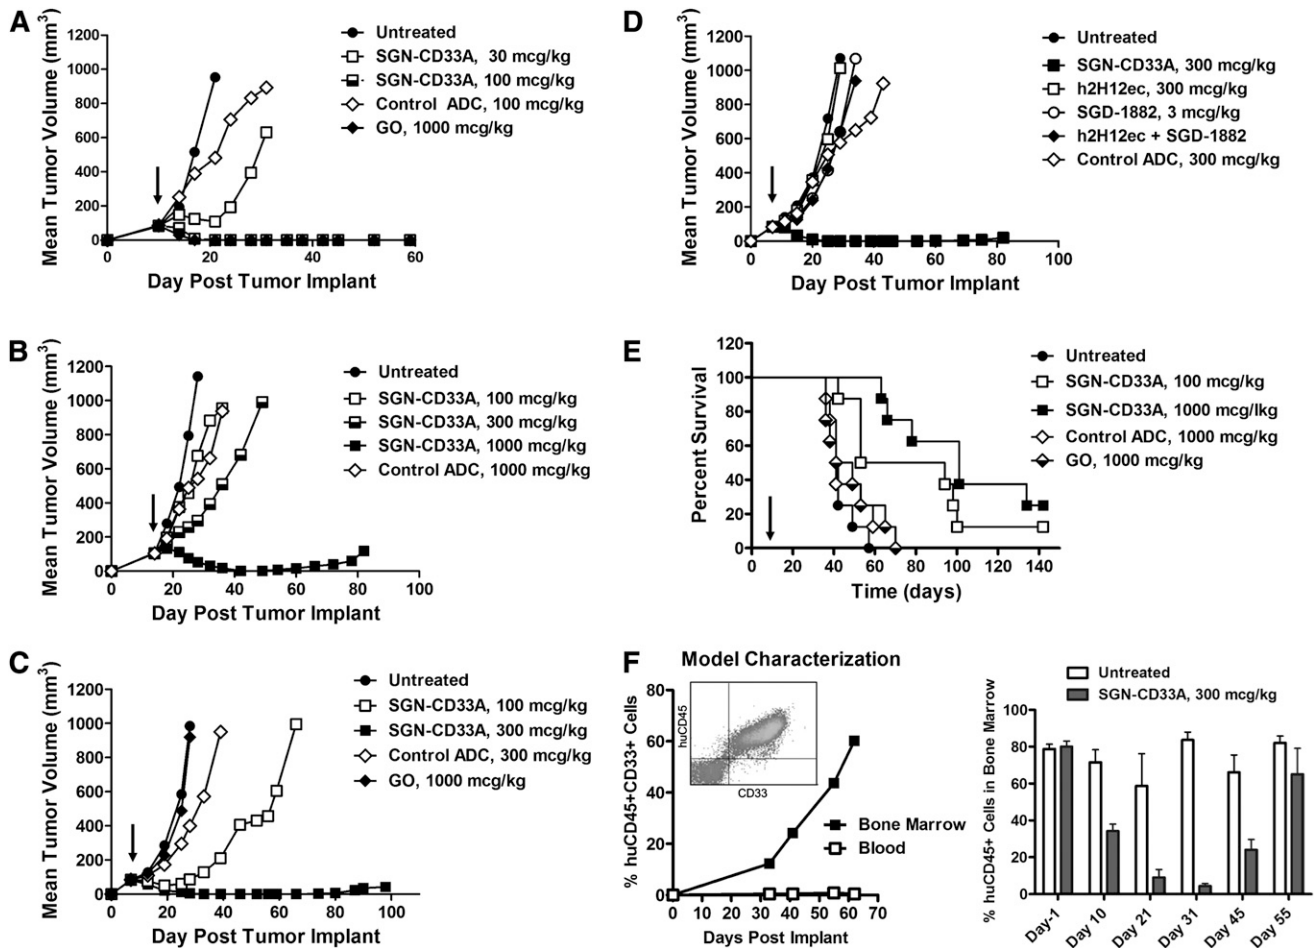 A
Mean Tumor Volume (mm³)
1200
1000
800
600
400
200
0
0
20
40
60
Day Post Tumor Implant
Untreated
SGN-CD33A, 30 mcg/kg
SGN-CD33A, 100 mcg/kg
Control ADC, 100 mcg/kg
GO, 1000 mcg/kg
D
Mean Tumor Volume (mm³)
1200
1000
800
600
400
200
0
0
20
40
60
80
100
Day Post Tumor Implant
Untreated
SGN-CD33A, 300 mcg/kg
h2H12ec, 300 mcg/kg
SGD-1882, 3 mcg/kg
h2H12ec + SGD-1882
Control ADC, 300 mcg/kg
B
Mean Tumor Volume (mm³)
1200
1000
800
600
400
200
0
0
20
40
60
80
100
Day Post Tumor Implant
Untreated
SGN-CD33A, 100 mcg/kg
SGN-CD33A, 300 mcg/kg
SGN-CD33A, 1000 mcg/kg
Control ADC, 1000 mcg/kg
E
Percent Survival
120
100
80
60
40
20
0
0
20
40
60
80
100
120
140
Time (days)
Untreated
SGN-CD33A, 100 mcg/kg
SGN-CD33A, 1000 mcg/lkg
Control ADC, 1000 mcg/kg
GO, 1000 mcg/kg
C
Mean Tumor Volume (mm³)
1200
1000
800
600
400
200
0
0
20
40
60
80
100
Day Post Tumor Implant
Untreated
SGN-CD33A, 100 mcg/kg
SGN-CD33A, 300 mcg/kg
Control ADC, 300 mcg/kg
GO, 1000 mcg/kg
F
Model Characterization
% huCD45+CD33+ Cells
80
60
40
20
0
0
10
20
30
40
50
60
70
Days Post Implant
huCD45
CD33
Bone Marrow
Blood
Untreated
SGN-CD33A, 300 mcg/kg
% huCD45+ Cells in Bone Marrow
100
80
60
40
20
0
Day-1
Day 10
Day 21
Day 31
Day 45
Day 55